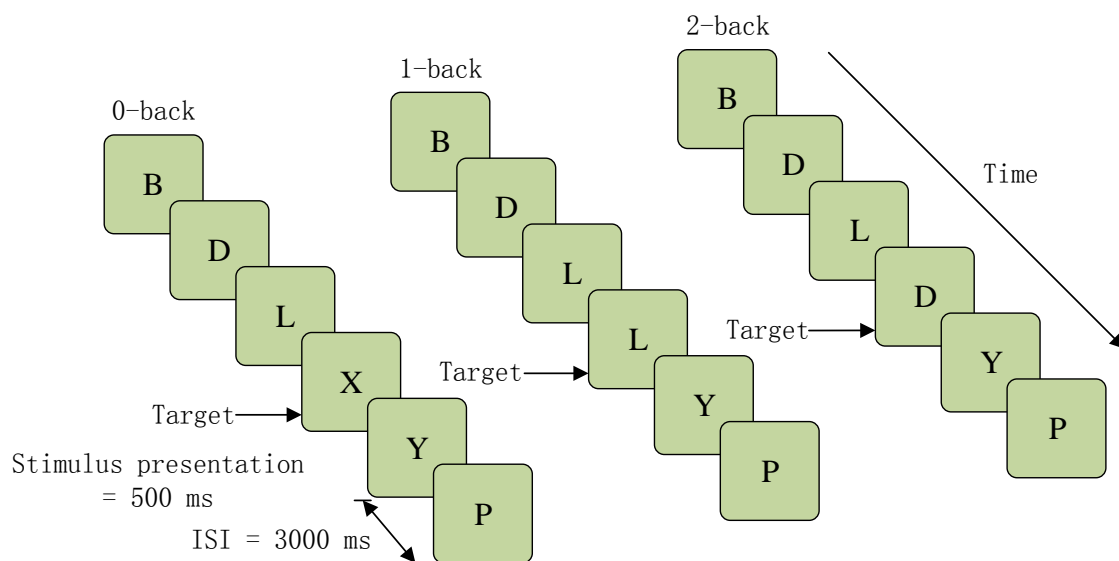 0-back
B
D
L
X
Target
Y
P
Stimulus presentation
= 500 ms
ISI = 3000 ms
1-back
B
D
L
L
Target
Y
P
2-back
B
D
L
D
Target
Y
P
Time